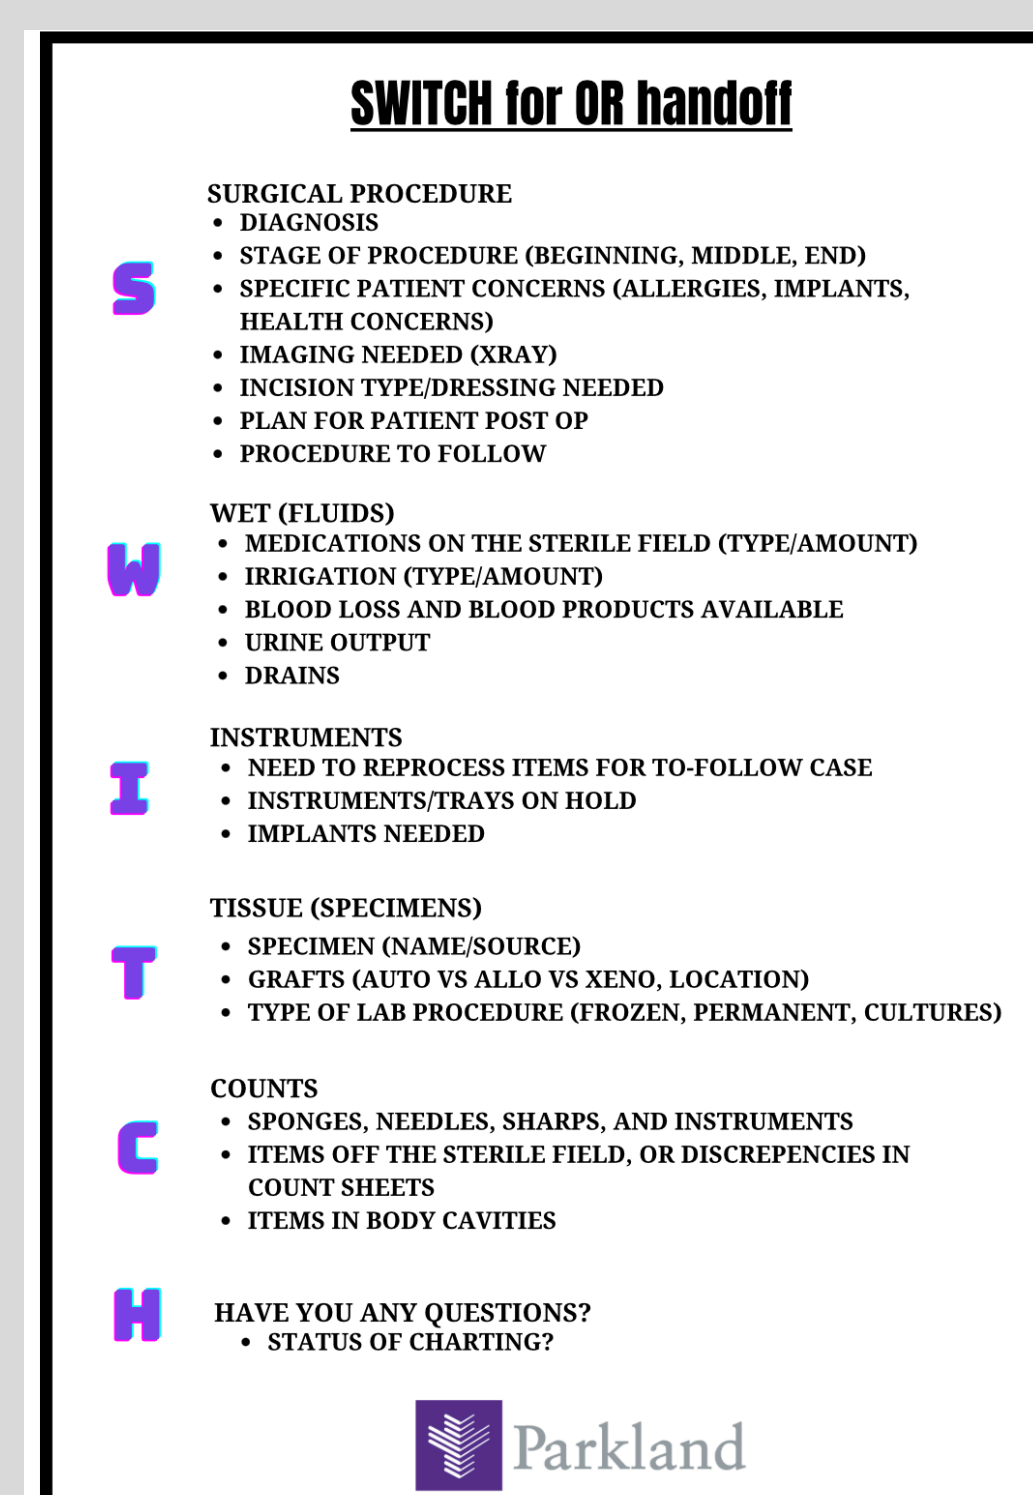 SWITCH for OR handoff
SURGICAL PROCEDURE
• DIAGNOSIS
• STAGE OF PROCEDURE (BEGINNING, MIDDLE, END)
S
• SPECIFIC PATIENT CONCERNS (ALLERGIES, IMPLANTS,
HEALTH CONCERNS)
• IMAGING NEEDED (XRAY)
• INCISION TYPE/DRESSING NEEDED
• PLAN FOR PATIENT POST OP
• PROCEDURE TO FOLLOW
W
WET (FLUIDS)
• MEDICATIONS ON THE STERILE FIELD (TYPE/AMOUNT)
• IRRIGATION (TYPE/AMOUNT)
• BLOOD LOSS AND BLOOD PRODUCTS AVAILABLE
• URINE OUTPUT
• DRAINS
I
INSTRUMENTS
• NEED TO REPROCESS ITEMS FOR TO-FOLLOW CASE
• INSTRUMENTS/TRAYS ON HOLD
• IMPLANTS NEEDED
T
TISSUE (SPECIMENS)
• SPECIMEN (NAME/SOURCE)
• GRAFTS (AUTO VS ALLO VS XENO, LOCATION)
• TYPE OF LAB PROCEDURE (FROZEN, PERMANENT, CULTURES)
C
COUNTS
• SPONGES, NEEDLES, SHARPS, AND INSTRUMENTS
• ITEMS OFF THE STERILE FIELD, OR DISCREPENCIES IN
COUNT SHEETS
• ITEMS IN BODY CAVITIES
H
HAVE YOU ANY QUESTIONS?
• STATUS OF CHARTING?
Parkland